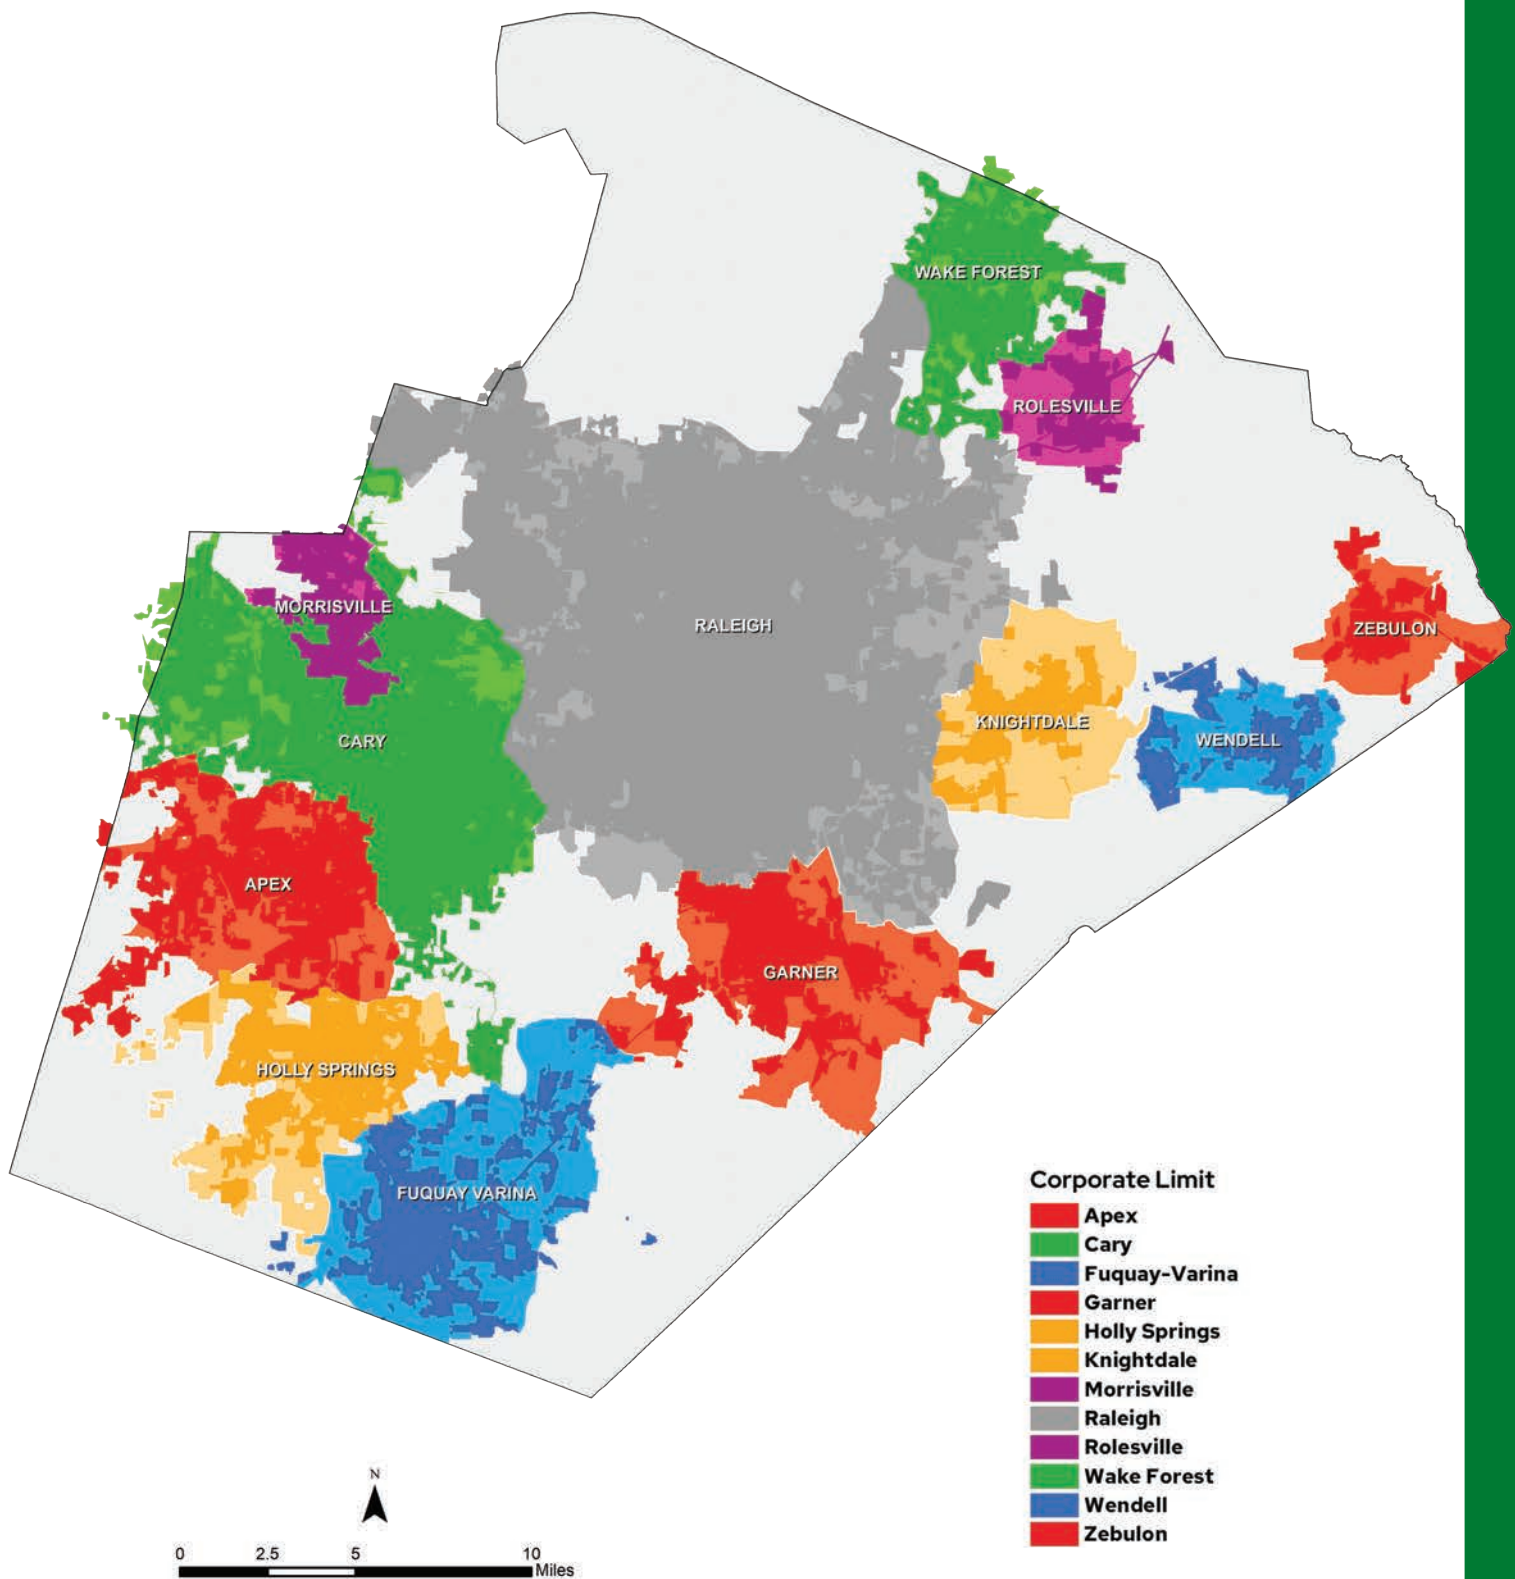 WAKE FOREST
ROLESVILLE
MORRISVILLE
RALEIGH
ZEBULON
KNIGHTDALE
CARY
WENDELL
APEX
GARNER
HOLLY SPRINGS
FUQUAY VARINA
Corporate Limit
Apex
Cary
Fuquay-Varina
Garner
Holly Springs
Knightdale
Morrisville
Raleigh
Rolesville
Wake Forest
Wendell
Zebulon
N
0 2.5 5 10
Miles